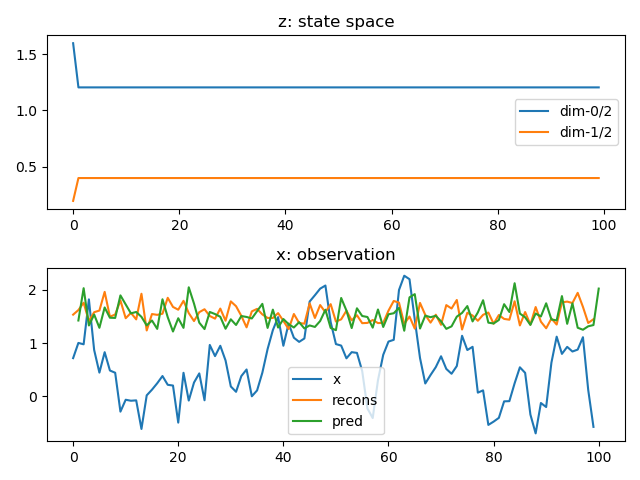 z: state space
1.5
1.0
0.5
dim-0/2
dim-1/2
0 20 40 60 80 100
x: observation
2
1
0
x
recons
pred
0 20 40 60 80 100